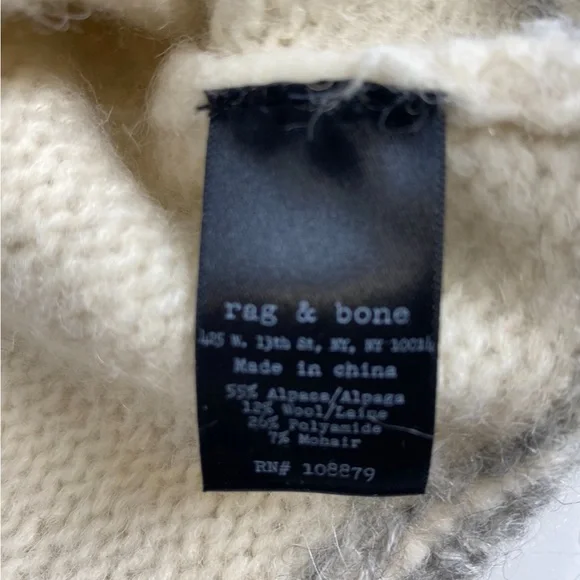 rag & bone
425 W. 13th St, NY, NY 10014
Made in china
55% Alpaca/Alpaga
12% Wool/Laine
26% Polyamide
7% Mohair
RN# 108879